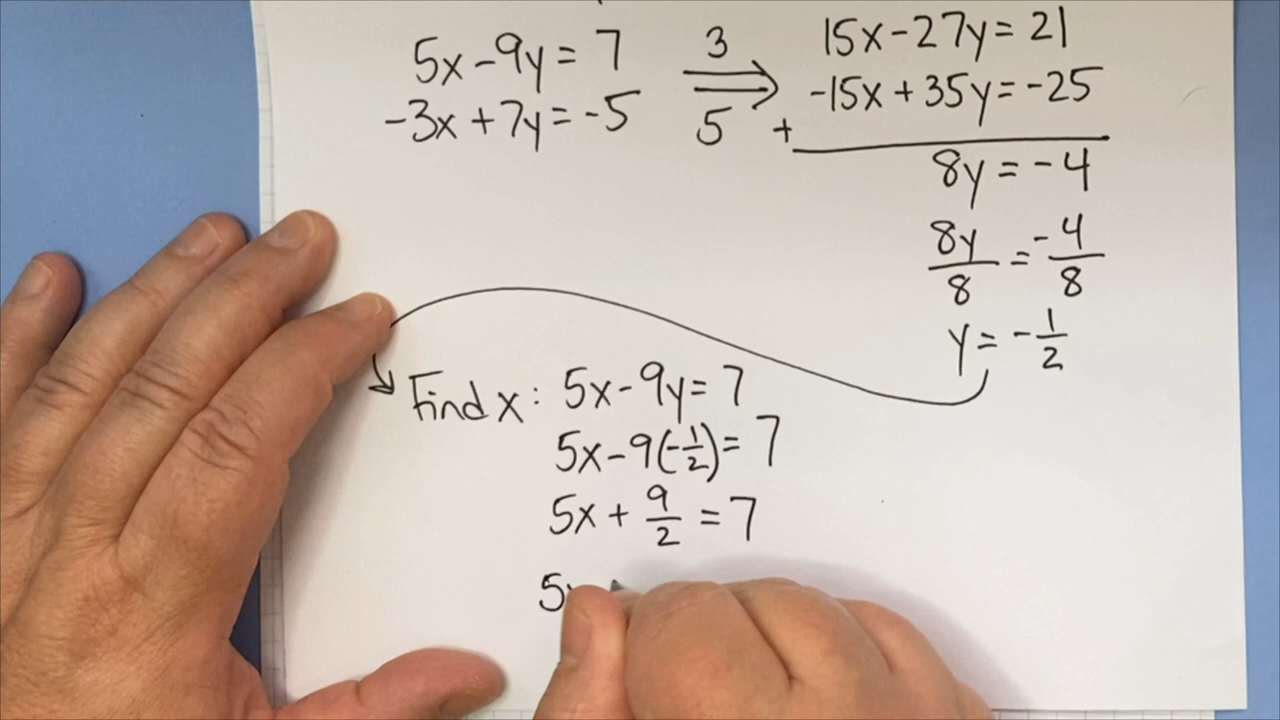 5x - 9y = 7
-3x + 7y = -5
3
5
15x - 27y = 21
-15x + 35y = -25
+
8y = -4
8y/8 = -4/8
y = -1/2
Find x: 5x - 9y = 7
5x - 9(-1/2) = 7
5x + 9/2 = 7
5